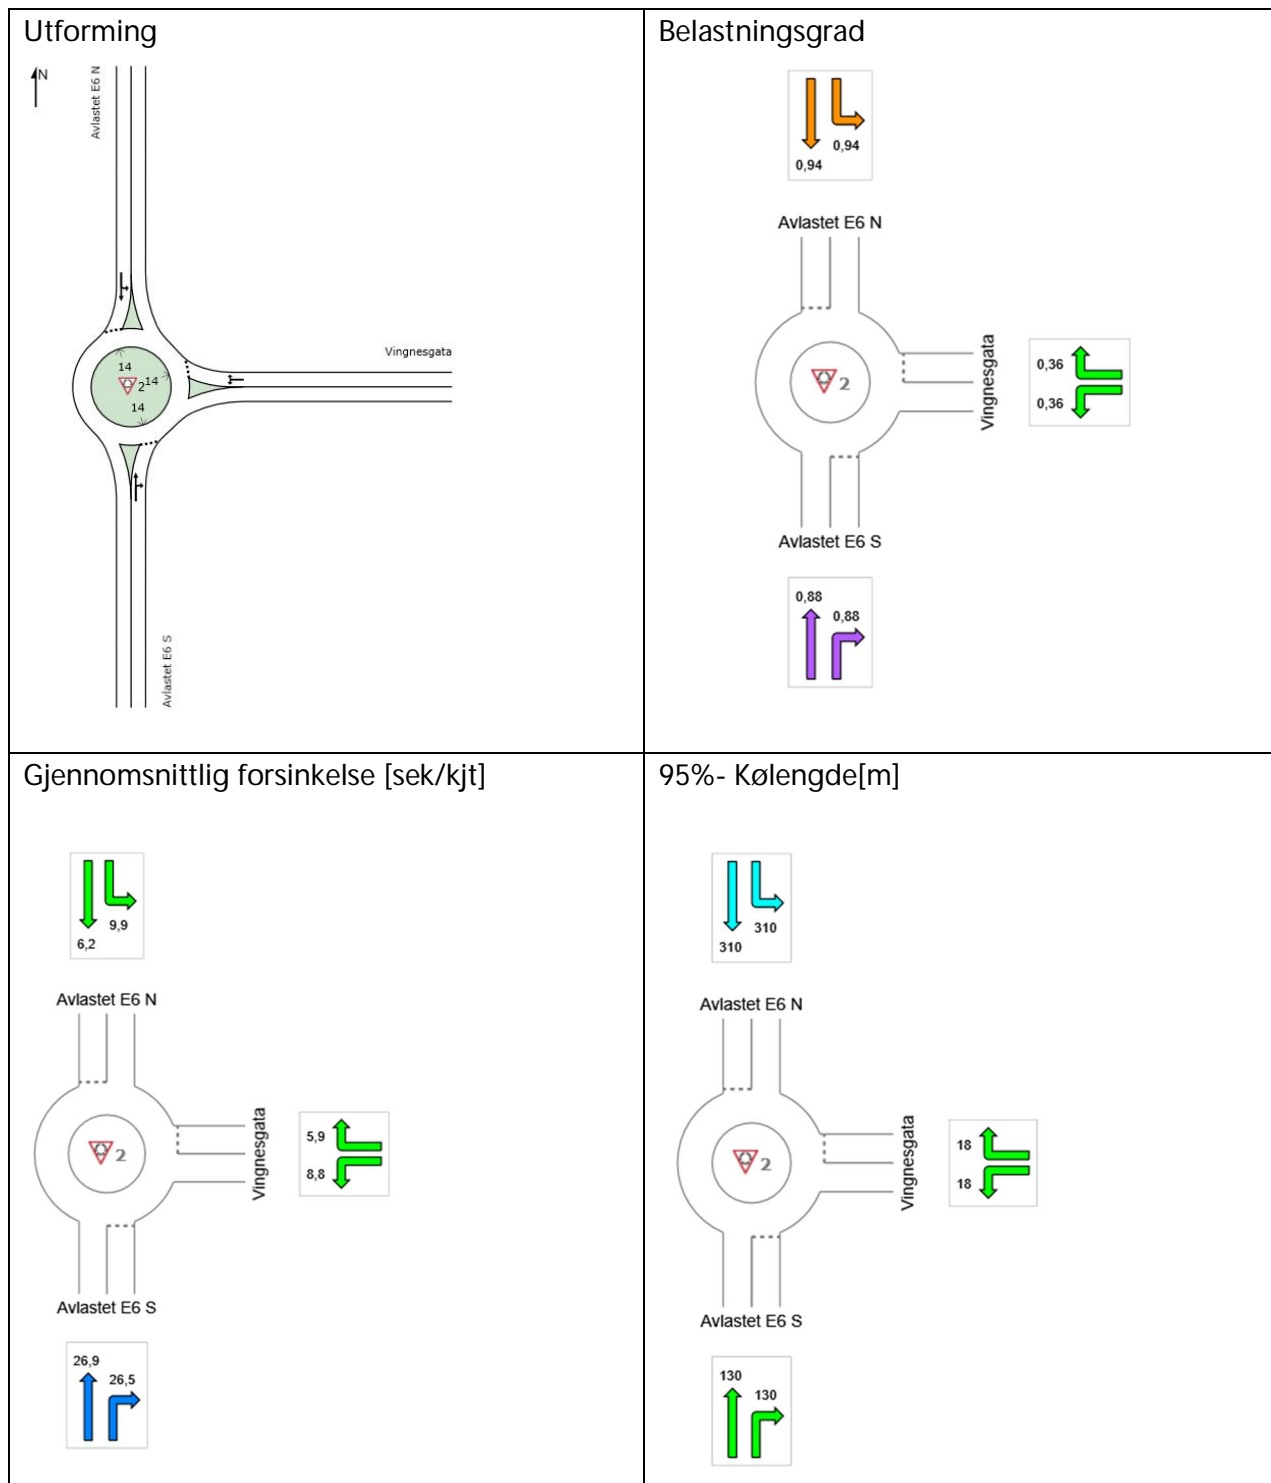 Utforming
N
Avlastet E6 N
Vingnesgata
14
2
14
14
Avlastet E6 S
Belastningsgrad
0,94
0,94
Avlastet E6 N
0,36
0,36
Vingnesgata
2
Avlastet E6 S
0,88
0,88
Gjennomsnittlig forsinkelse [sek/kjt]
9,9
6,2
Avlastet E6 N
5,9
8,8
Vingnesgata
2
Avlastet E6 S
26,9
26,5
95%- Kølengde[m]
310
310
Avlastet E6 N
18
18
Vingnesgata
2
Avlastet E6 S
130
130